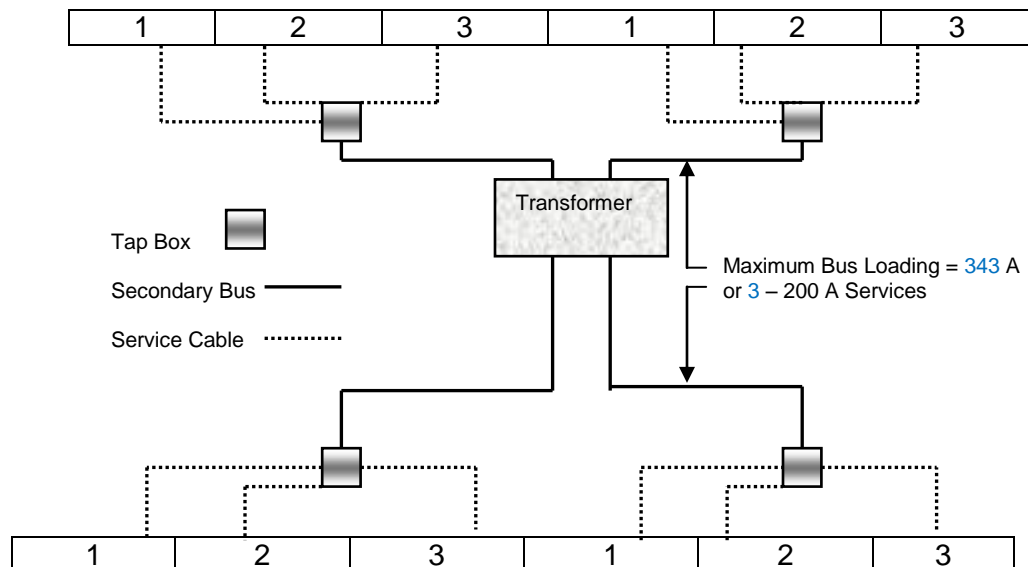 1 2 3 1 2 3
Transformer
Tap Box
Maximum Bus Loading = 343 A
or 3 – 200 A Services
Secondary Bus
Service Cable
1 2 3 1 2 3